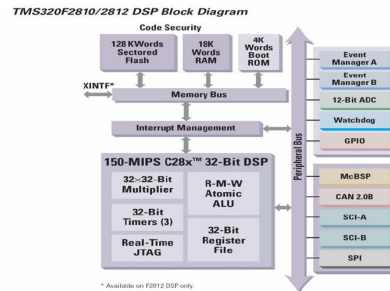 TMS320F2810/2812 DSP Block Diagram
Code Security
128 KWords
Sectored
Flash
18K
Words
RAM
4K
Words
Boot
ROM
XINTF*
Memory Bus
Interrupt Management
150-MIPS C28x™ 32-Bit DSP
32×32-Bit
Multiplier
32-Bit
Timers (3)
Real-Time
JTAG
R-M-W
Atomic
ALU
32-Bit
Register
File
Peripheral Bus
Event
Manager A
Event
Manager B
12-Bit ADC
Watchdog
GPIO
McBSP
CAN 2.0B
SCI-A
SCI-B
SPI
* Available on F2812 DSP only.